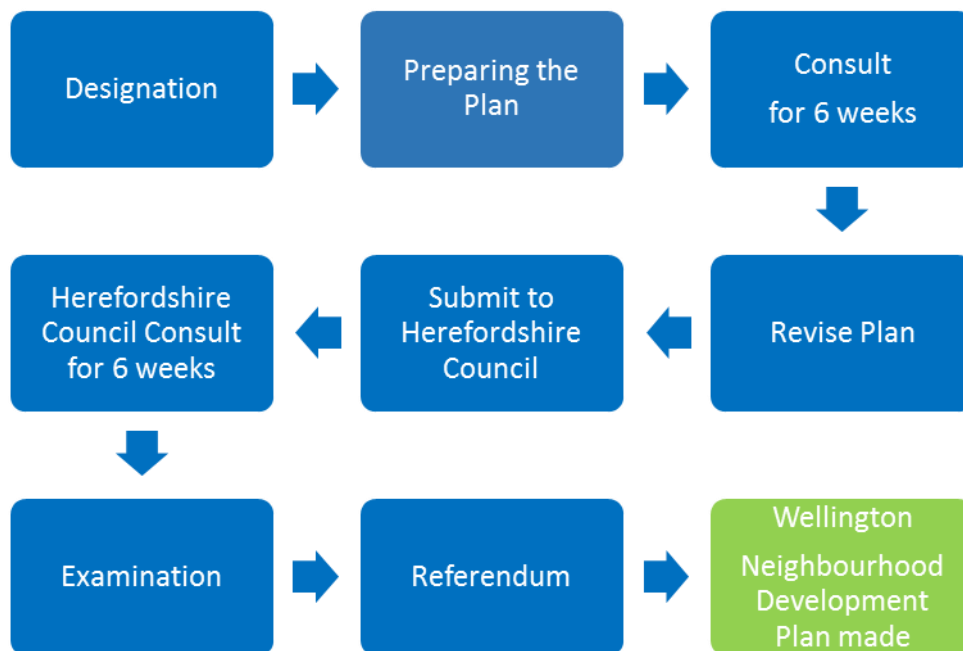 Designation
Preparing the
Plan
Consult
for 6 weeks
Herefordshire
Council Consult
for 6 weeks
Submit to
Herefordshire
Council
Revise Plan
Examination
Referendum
Wellington
Neighbourhood
Development
Plan made